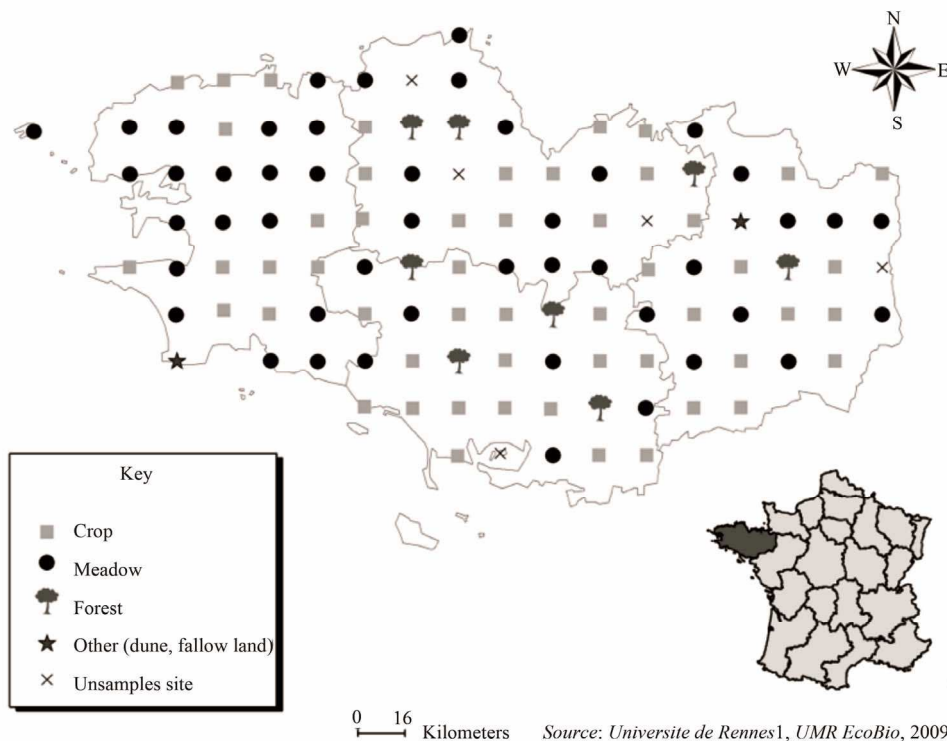 N
W E
S
Key
Crop
Meadow
Forest
Other (dune, fallow land)
Unsamples site
0 16 Kilometers
Source: Universite de Rennes1, UMR EcoBio, 2009